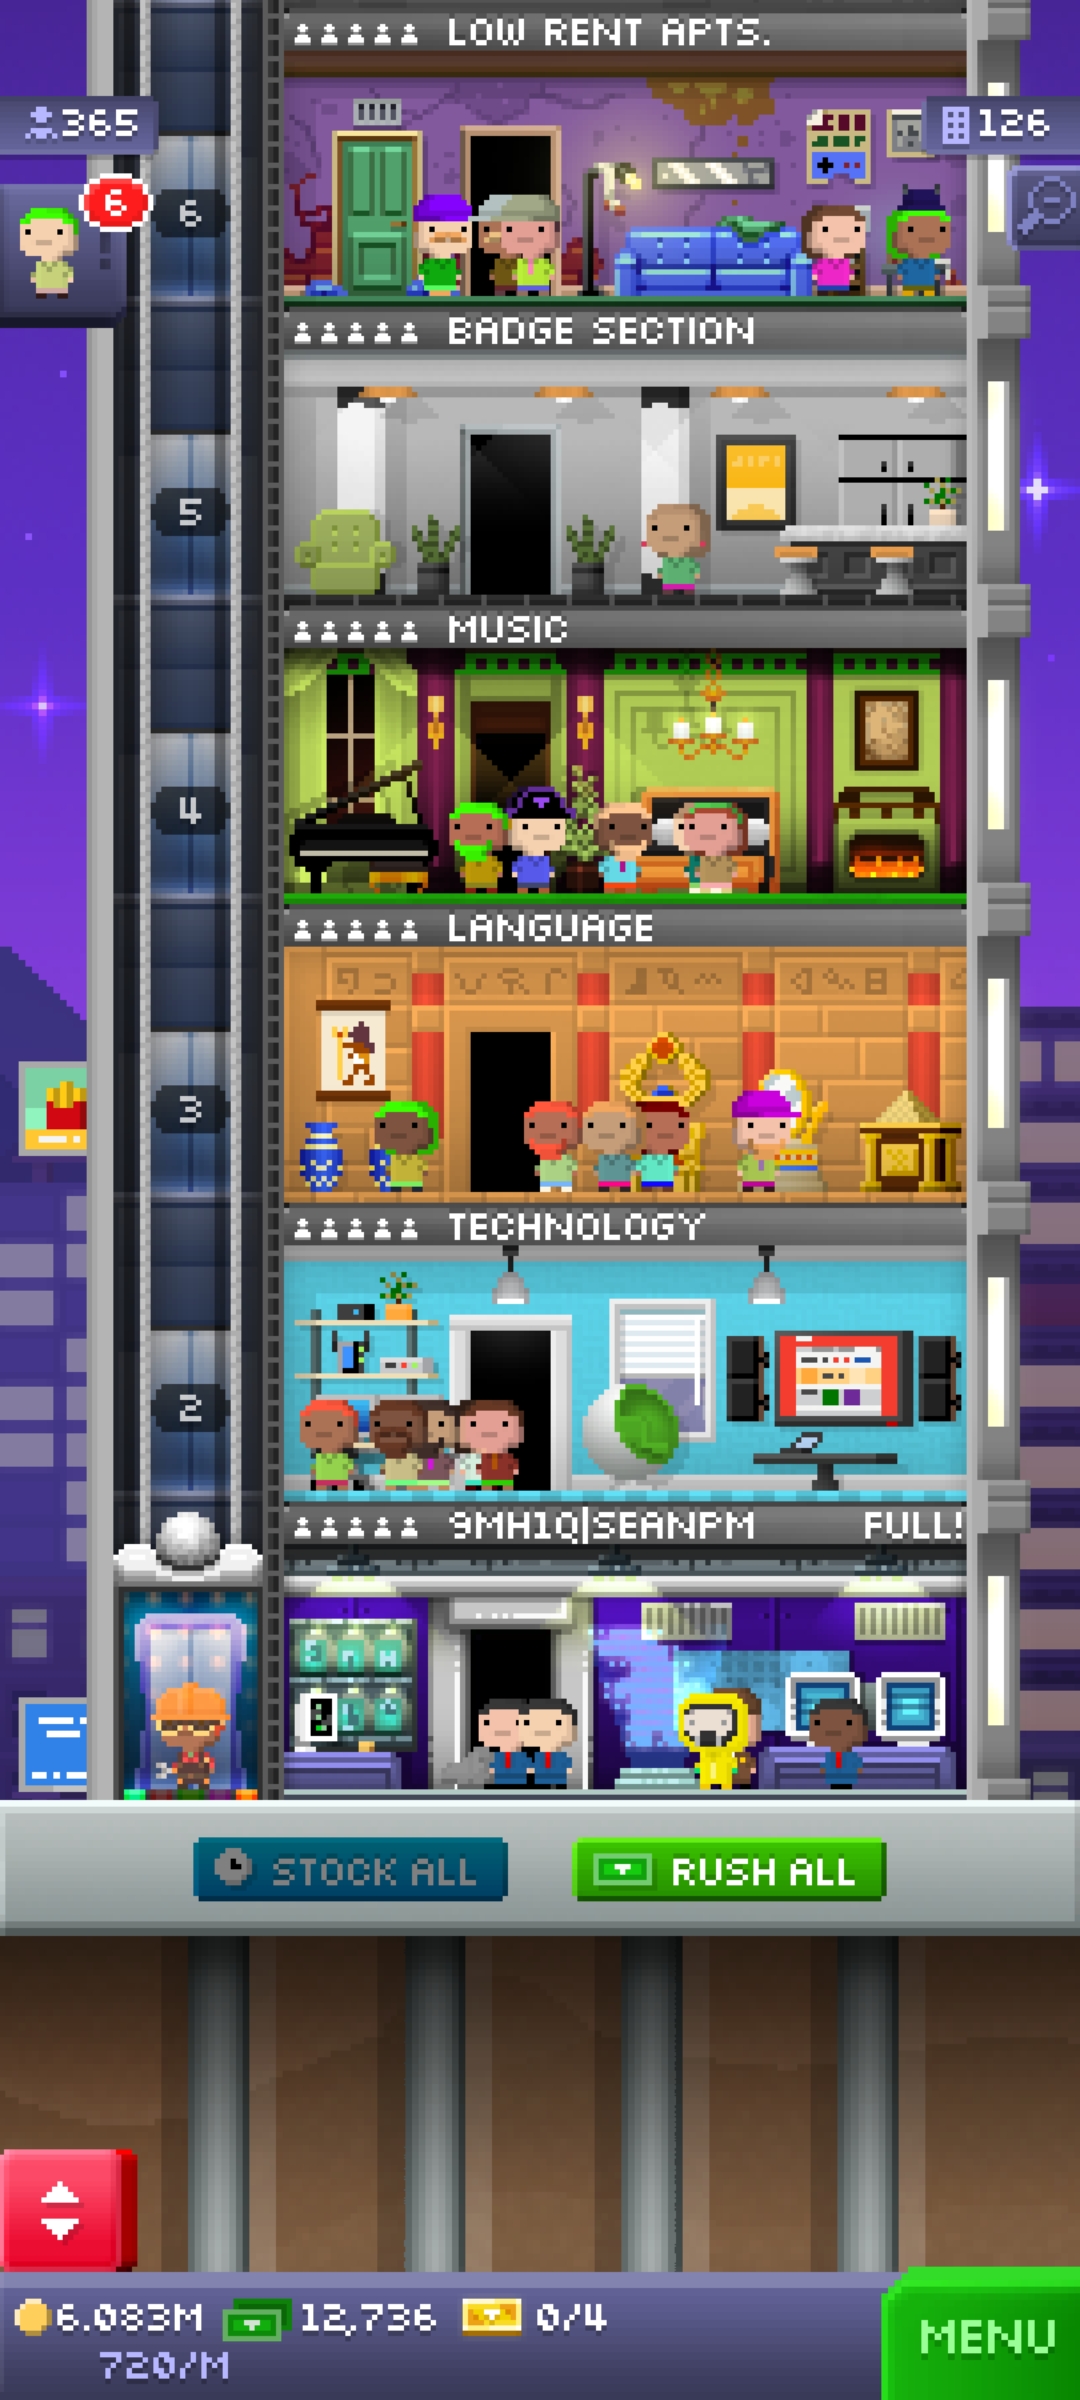 LOW RENT APTS.
365
126
6
6
BADGE SECTION
5
MUSIC
4
LANGUAGE
3
TECHNOLOGY
2
9MH1Q|SEANPM FULL!
STOCK ALL
RUSH ALL
6.083M 12,736 0/4
720/M
MENU